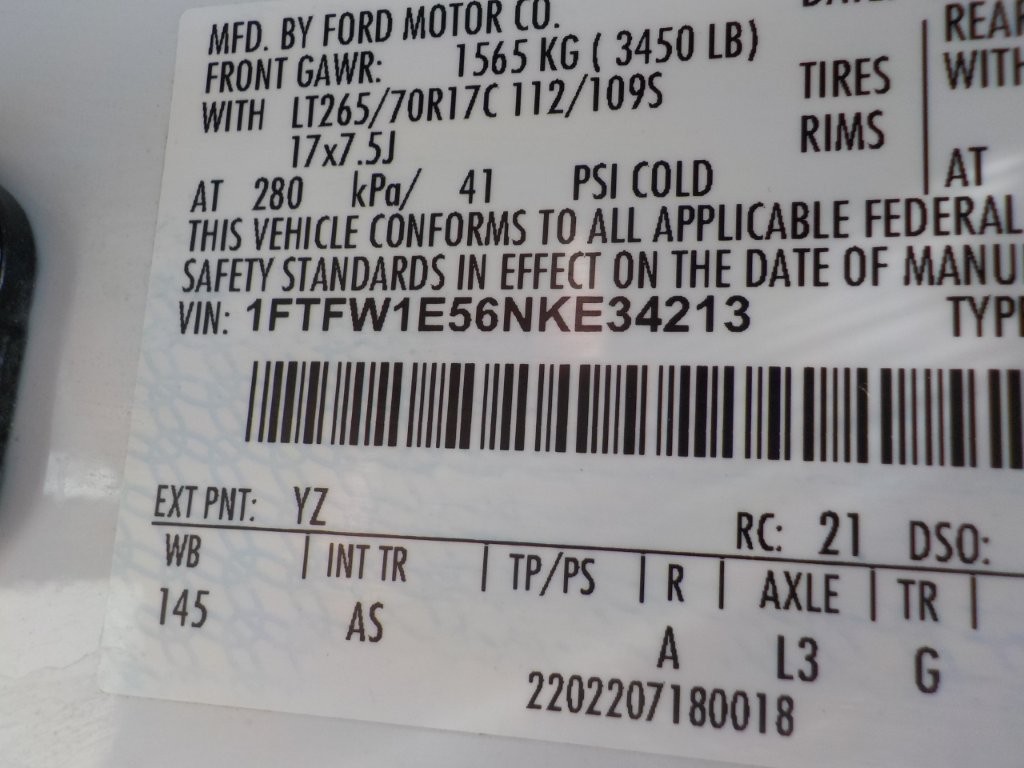 MFD. BY FORD MOTOR CO.
FRONT GAWR: 1565 KG ( 3450 LB) REAR
WITH LT265/70R17C 112/109S TIRES WITH
17x7.5J RIMS
AT 280 kPa/ 41 PSI COLD AT
THIS VEHICLE CONFORMS TO ALL APPLICABLE FEDERAL
SAFETY STANDARDS IN EFFECT ON THE DATE OF MANU
VIN: 1FTFW1E56NKE34213 TYPE
EXT PNT: YZ RC: 21 DSO:
WB | INT TR | TP/PS | R | AXLE | TR |
145 AS A L3 G
2202207180018